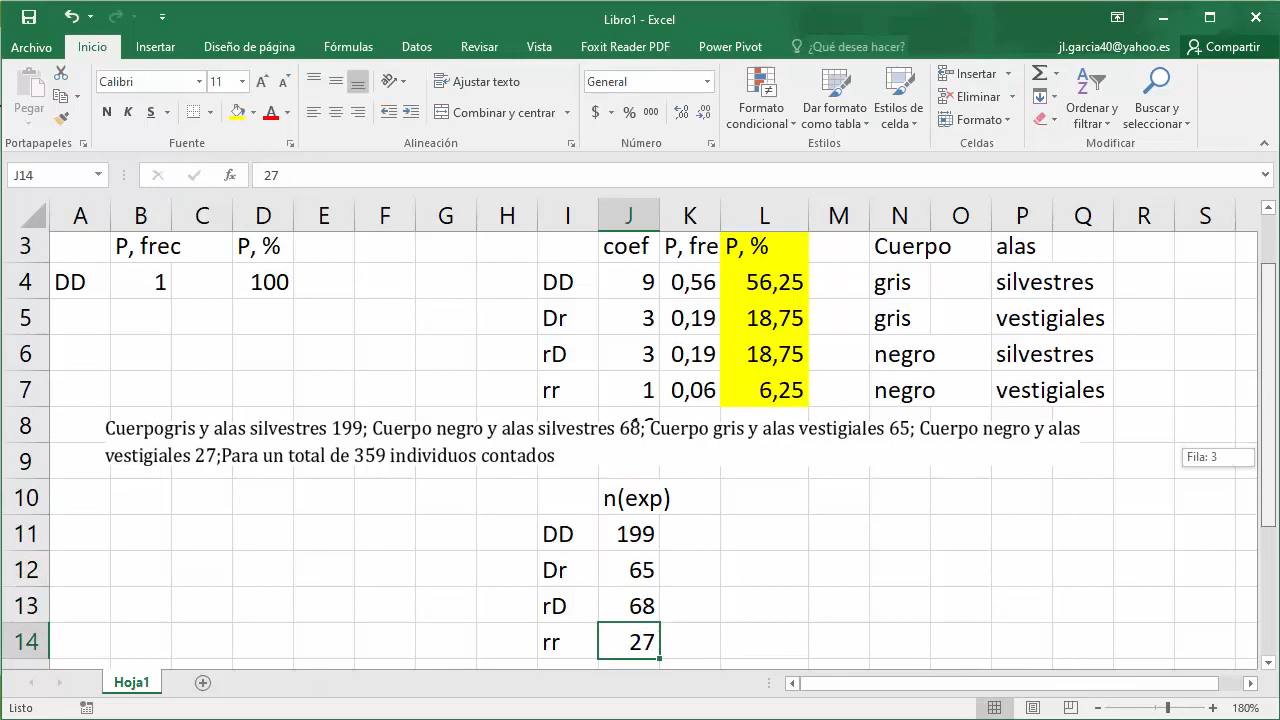 Libro1 - Excel
Archivo Inicio Insertar Diseño de página Fórmulas Datos Revisar Vista Foxit Reader PDF Power Pivot ¿Qué desea hacer? jl.garcia40@yahoo.es Compartir
Pegar
Portapapeles
Calibri 11
N K S A
Fuente
Ajustar texto
Combinar y centrar
Alineación
General
$ % 000
Número
Formato condicional
Dar formato como tabla
Estilos de celda
Estilos
Insertar
Eliminar
Formato
Celdas
Ordenar y filtrar
Buscar y seleccionar
Modificar
J14 fx 27
A B C D E F G H I J K L M N O P Q R S
3 P, frec P, % coef P, fre P, % Cuerpo alas
4 DD 1 100 DD 9 0,56 56,25 gris silvestres
5 Dr 3 0,19 18,75 gris vestigiales
6 rD 3 0,19 18,75 negro silvestres
7 rr 1 0,06 6,25 negro vestigiales
8 Cuerpogris y alas silvestres 199; Cuerpo negro y alas silvestres 68; Cuerpo gris y alas vestigiales 65; Cuerpo negro y alas
9 vestigiales 27;Para un total de 359 individuos contados
Fila: 3
10 n(exp)
11 DD 199
12 Dr 65
13 rD 68
14 rr 27
Hoja1
Listo 180%